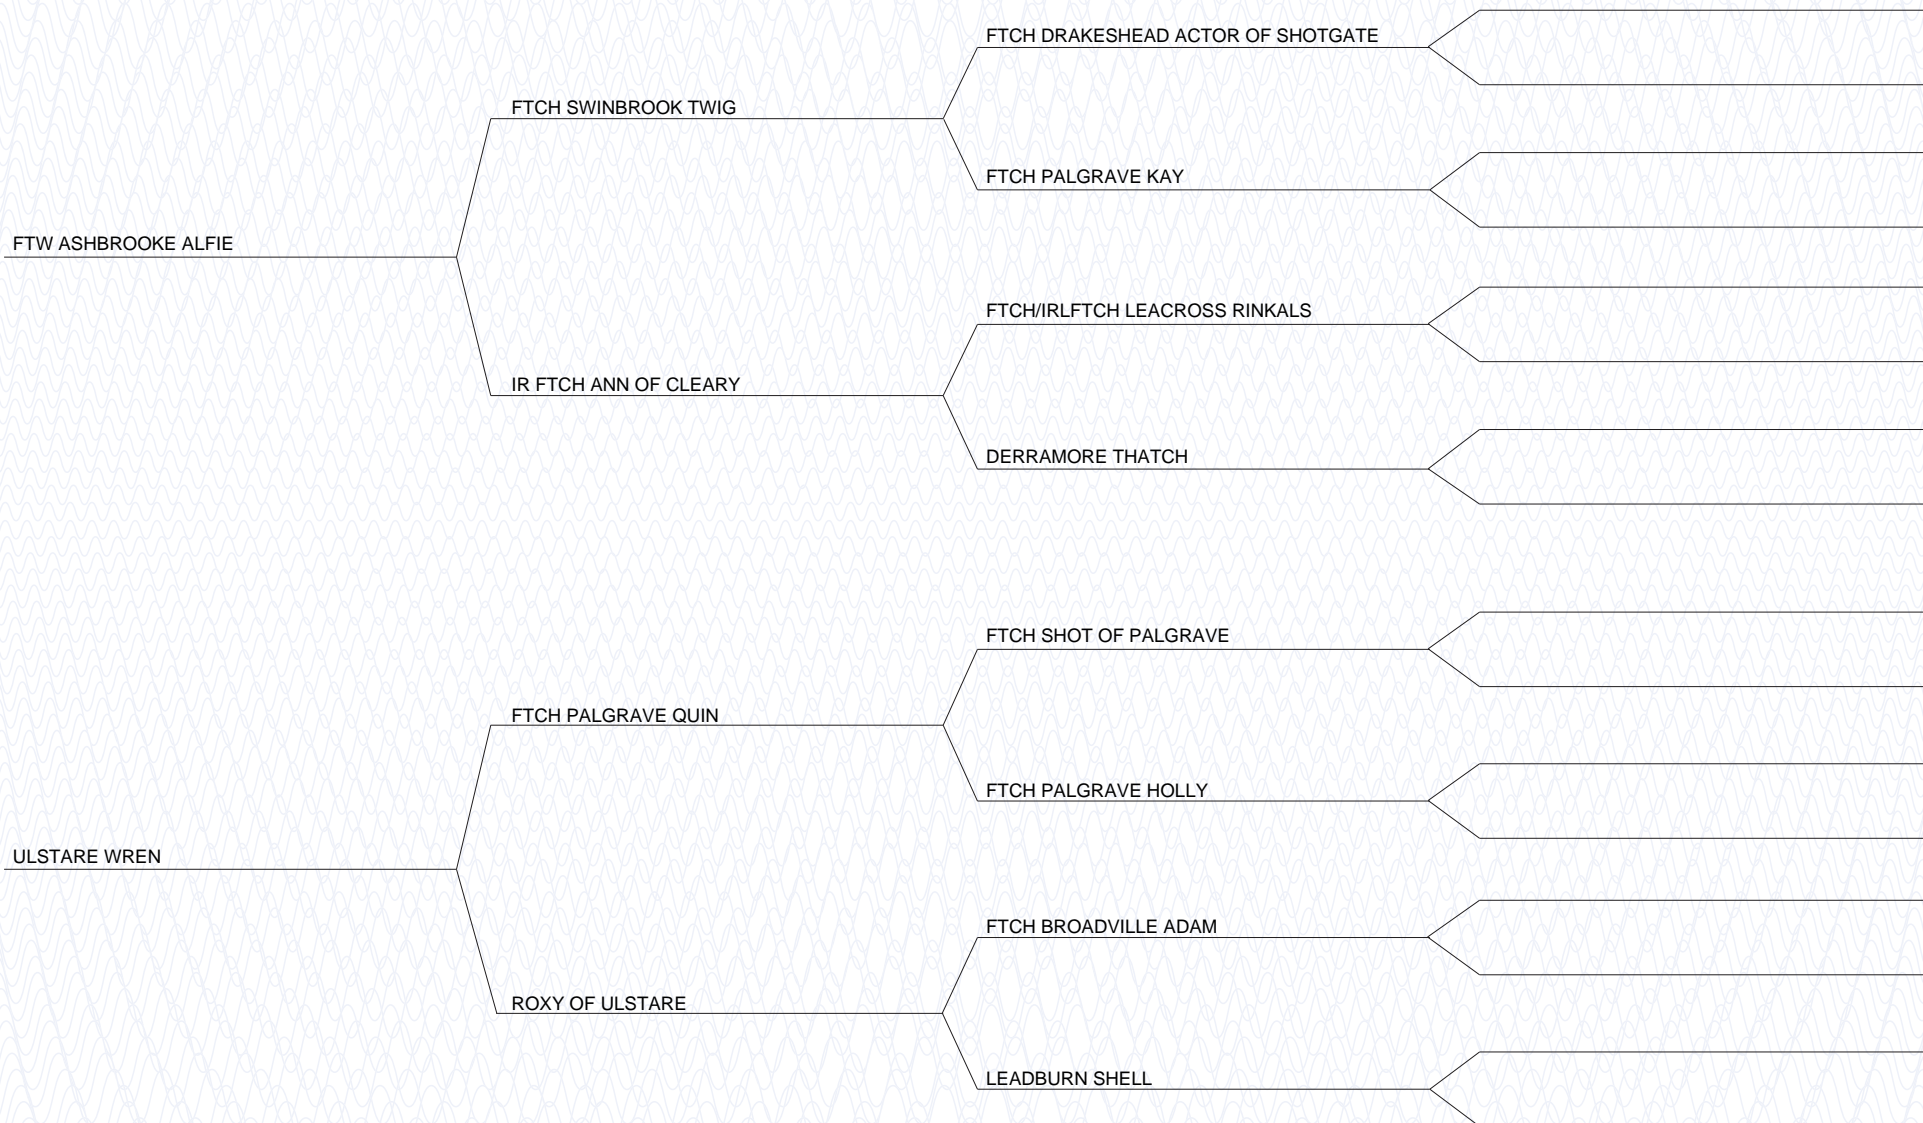 FTCH DRAKESHEAD ACTOR OF SHOTGATE
FTCH SWINBROOK TWIG
FTCH PALGRAVE KAY
FTW ASHBROOKE ALFIE
FTCH/IRLFTCH LEACROSS RINKALS
IR FTCH ANN OF CLEARY
DERRAMORE THATCH
FTCH SHOT OF PALGRAVE
FTCH PALGRAVE QUIN
FTCH PALGRAVE HOLLY
ULSTARE WREN
FTCH BROADVILLE ADAM
ROXY OF ULSTARE
LEADBURN SHELL